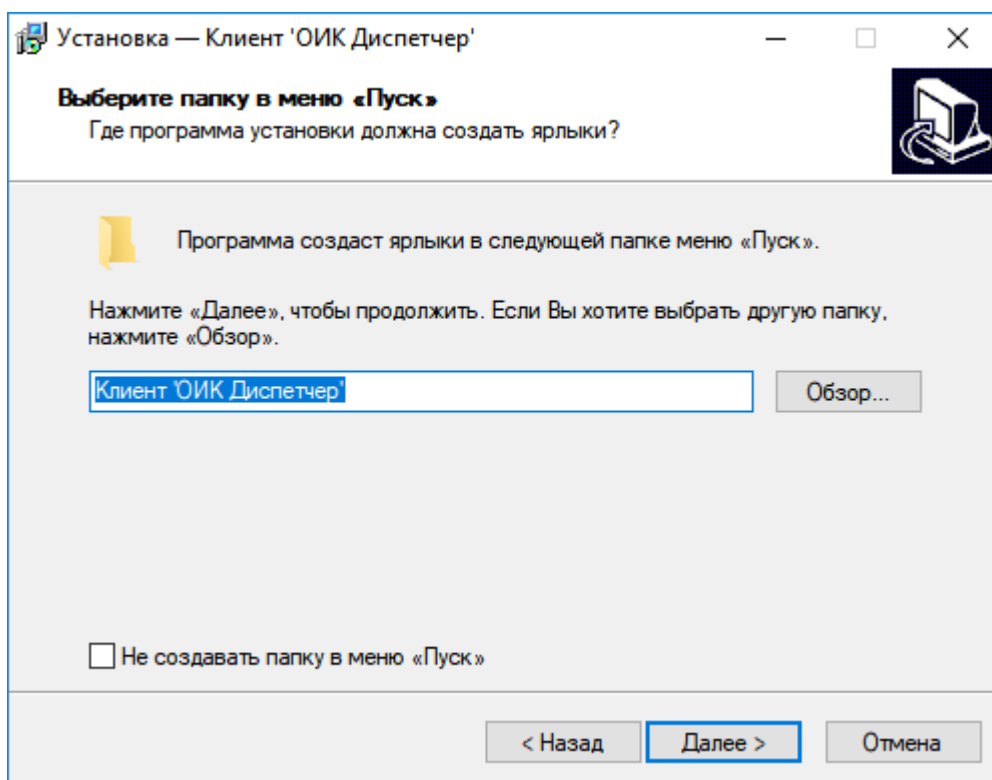 Установка — Клиент 'ОИК Диспетчер'
Выберите папку в меню «Пуск»
Где программа установки должна создать ярлыки?
Программа создаст ярлыки в следующей папке меню «Пуск».
Нажмите «Далее», чтобы продолжить. Если Вы хотите выбрать другую папку,
нажмите «Обзор».
Клиент 'ОИК Диспетчер'
Обзор...
Не создавать папку в меню «Пуск»
< Назад
Далее >
Отмена